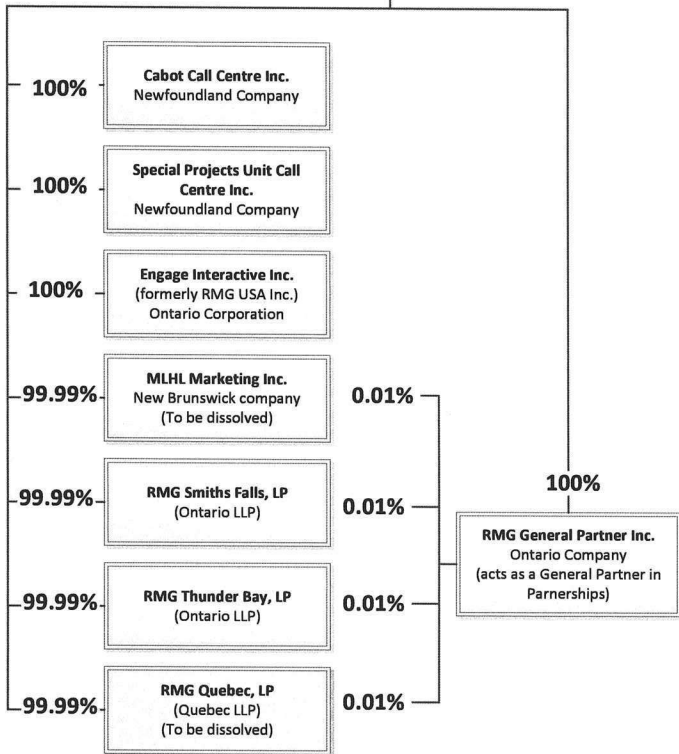 100%
Cabot Call Centre Inc.
Newfoundland Company
100%
Special Projects Unit Call
Centre Inc.
Newfoundland Company
100%
Engage Interactive Inc.
(formerly RMG USA Inc.)
Ontario Corporation
99.99%
MLHL Marketing Inc.
New Brunswick company
(To be dissolved)
0.01%
99.99%
RMG Smiths Falls, LP
(Ontario LLP)
0.01%
99.99%
RMG Thunder Bay, LP
(Ontario LLP)
0.01%
99.99%
RMG Quebec, LP
(Quebec LLP)
(To be dissolved)
0.01%
100%
RMG General Partner Inc.
Ontario Company
(acts as a General Partner in
Parnerships)